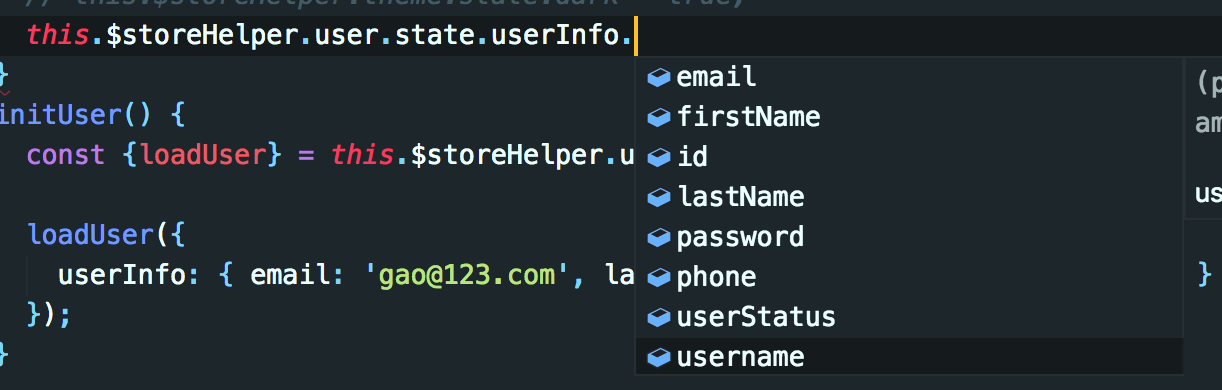 // this.$storeHelper.theme.state.dark = true;
this.$storeHelper.user.state.userInfo.
}
initUser() {
const {loadUser} = this.$storeHelper.u
loadUser({
userInfo: { email: 'gao@123.com', la
});
}
email
firstName
id
lastName
password
phone
userStatus
username
(p
am
us
}